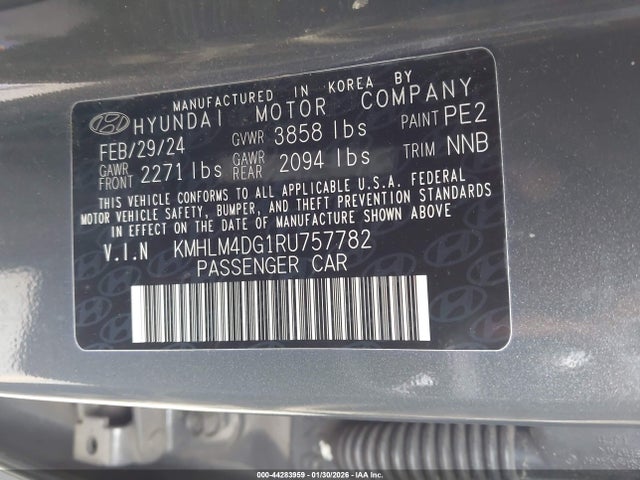 MANUFACTURED IN KOREA BY
HYUNDAI MOTOR COMPANY
FEB/29/24 GVWR 3858 lbs PAINT PE2
GAWR FRONT 2271 lbs GAWR REAR 2094 lbs TRIM NNB
THIS VEHICLE CONFORMS TO ALL APPLICABLE U.S.A. FEDERAL
MOTOR VEHICLE SAFETY, BUMPER, AND THEFT PREVENTION STANDARDS
IN EFFECT ON THE DATE OF MANUFACTURE SHOWN ABOVE
V.I.N KMHLM4DG1RU757782
PASSENGER CAR
000-44283959 - 01/30/2026 - IAA Inc.